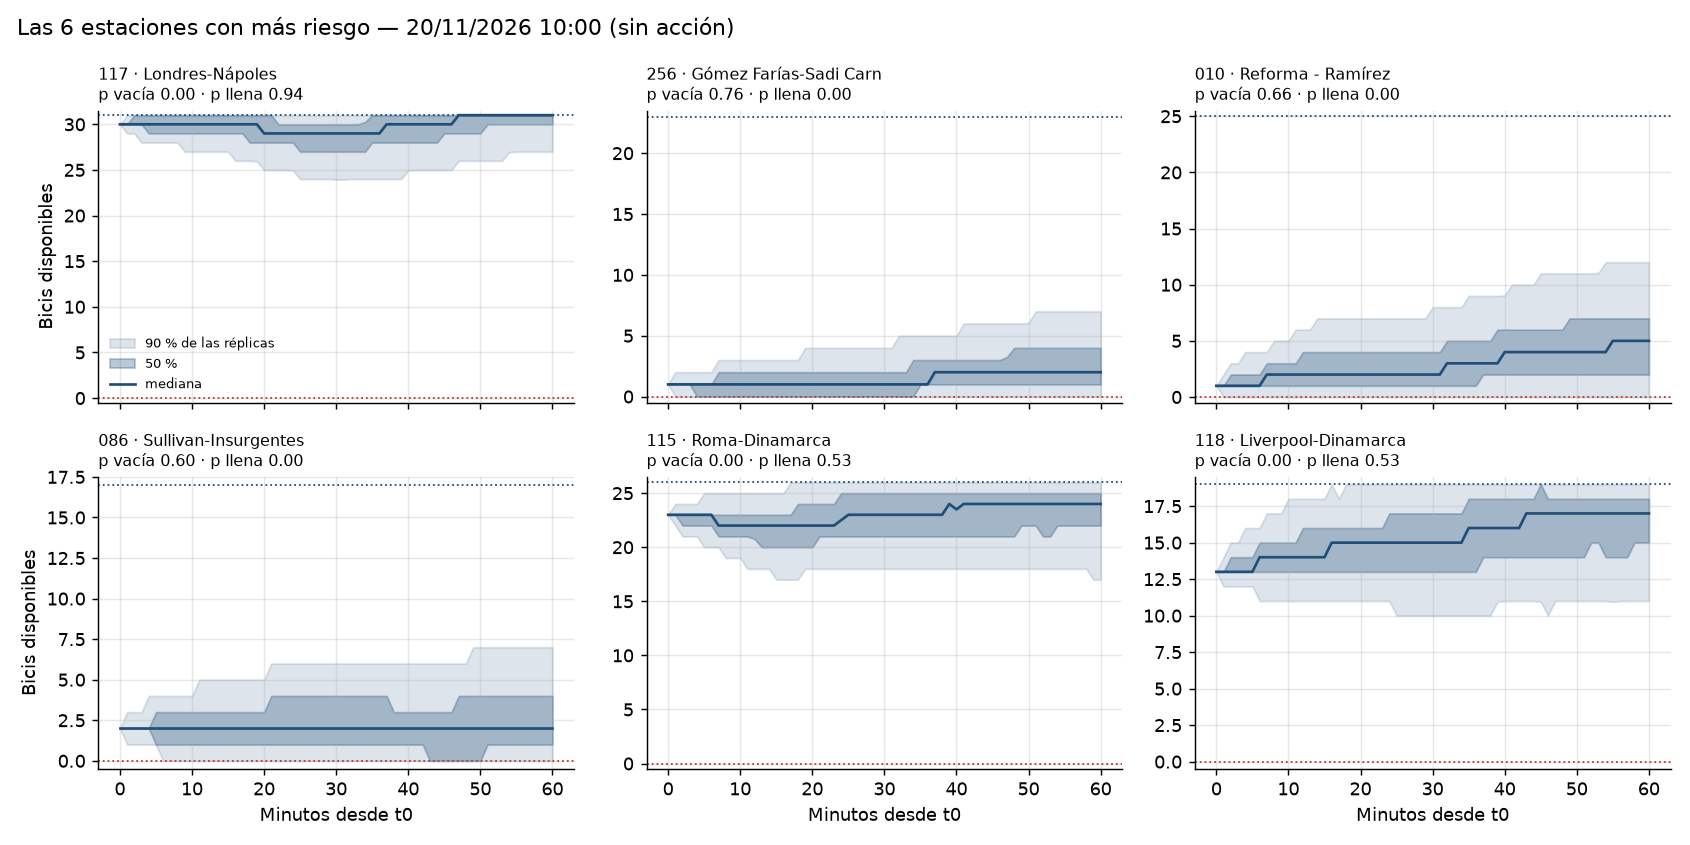 Las 6 estaciones con más riesgo — 20/11/2026 10:00 (sin acción)
117 · Londres-Nápoles
p vacía 0.00 · p llena 0.94
30
25
20
15
10
5
0
Bicis disponibles
90 % de las réplicas
50 %
mediana
256 · Gómez Farías-Sadi Carn
p vacía 0.76 · p llena 0.00
20
15
10
5
0
010 · Reforma - Ramírez
p vacía 0.66 · p llena 0.00
25
20
15
10
5
0
086 · Sullivan-Insurgentes
p vacía 0.60 · p llena 0.00
17.5
15.0
12.5
10.0
7.5
5.0
2.5
0.0
Bicis disponibles
0 10 20 30 40 50 60
Minutos desde t0
115 · Roma-Dinamarca
p vacía 0.00 · p llena 0.53
25
20
15
10
5
0
0 10 20 30 40 50 60
Minutos desde t0
118 · Liverpool-Dinamarca
p vacía 0.00 · p llena 0.53
17.5
15.0
12.5
10.0
7.5
5.0
2.5
0.0
0 10 20 30 40 50 60
Minutos desde t0